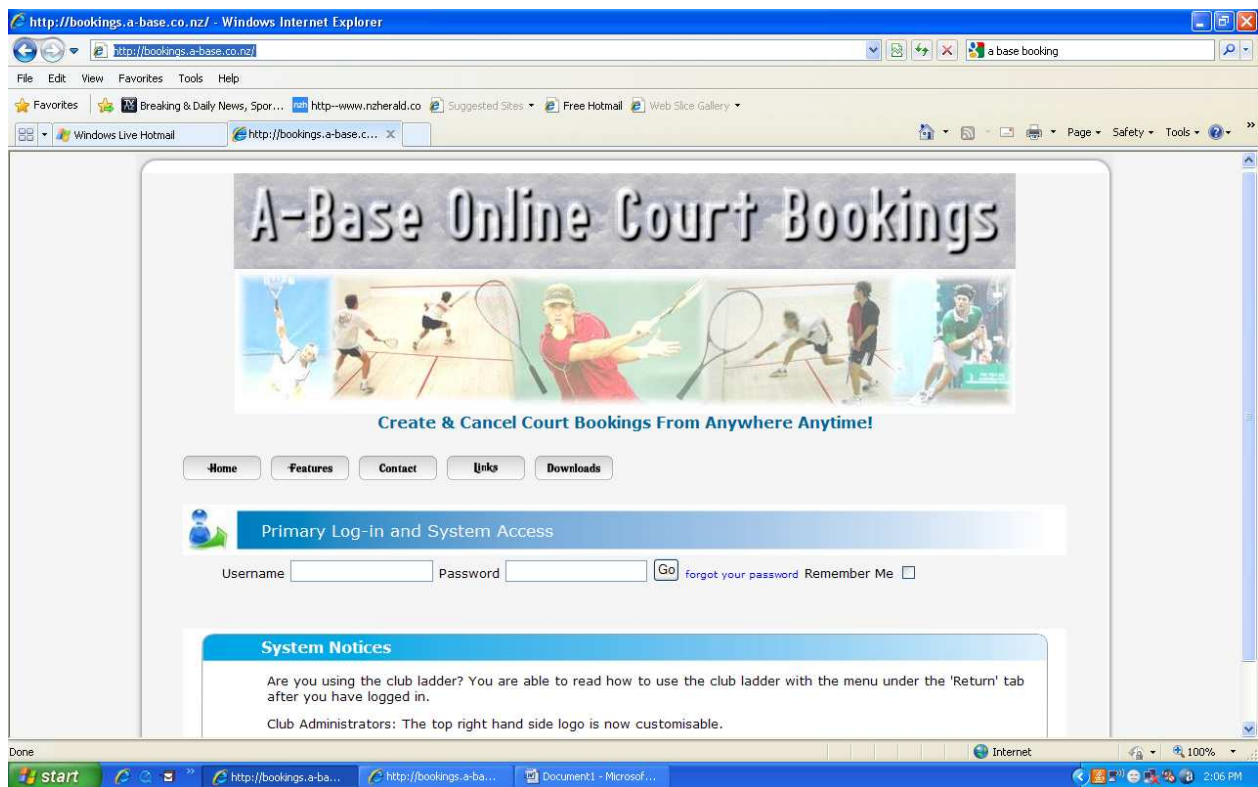 http://bookings.a-base.co.nz/ - Windows Internet Explorer
http://bookings.a-base.co.nz/
a base booking
File Edit View Favorites Tools Help
Favorites Breaking & Daily News, Spor... nzh http--www.nzherald.co Suggested Sites Free Hotmail Web Slice Gallery
Windows Live Hotmail http://bookings.a-base.c... X Page Safety Tools »
A-Base Online Court Bookings
Create & Cancel Court Bookings From Anywhere Anytime!
Home Features Contact Links Downloads
Primary Log-in and System Access
Username Password Go forgot your password Remember Me
System Notices
Are you using the club ladder? You are able to read how to use the club ladder with the menu under the 'Return' tab
after you have logged in.
Club Administrators: The top right hand side logo is now customisable.
Done Internet 100%
start » http://bookings.a-ba... http://bookings.a-ba... Document1 - Microsof... 2:06 PM